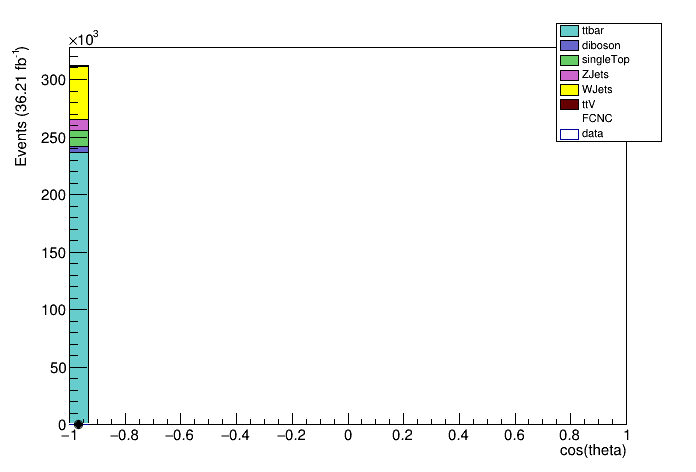 ×10³
Events (36.21 fb⁻¹)
300
250
200
150
100
50
0
−1 −0.8 −0.6 −0.4 −0.2 0 0.2 0.4 0.6 0.8 1
cos(theta)
ttbar
diboson
singleTop
ZJets
WJets
ttV
FCNC
data